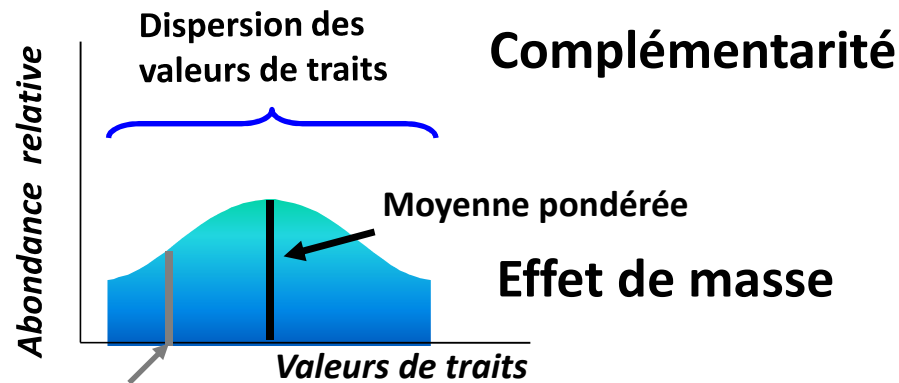 Dispersion des
valeurs de traits
Complémentarité
Abondance relative
Moyenne pondérée
Effet de masse
Valeurs de traits